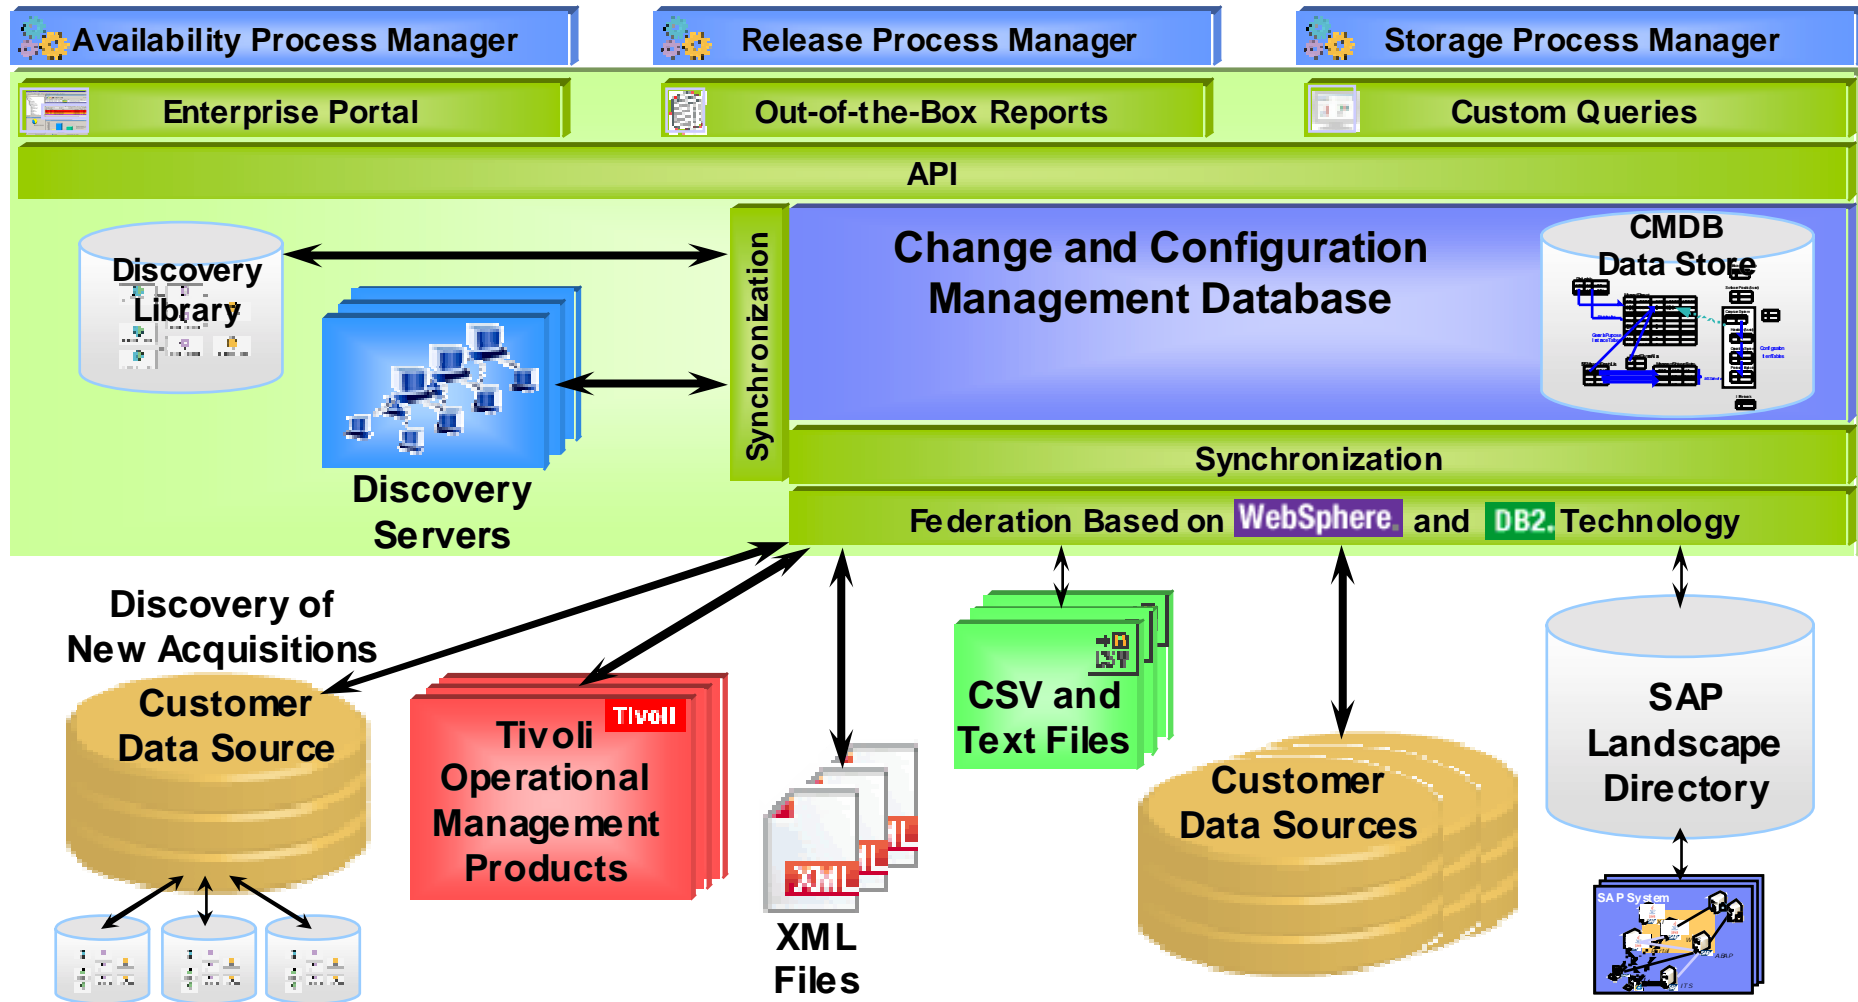 Availability Process Manager
Release Process Manager
Storage Process Manager
Enterprise Portal
Out-of-the-Box Reports
Custom Queries
API
Discovery
Library
Synchronization
Change and Configuration
Management Database
CMDB
Data Store
Discovery
Servers
Synchronization
Federation Based on WebSphere. and DB2. Technology
Discovery of
New Acquisitions
Customer
Data Source
Tivoli
Tivoli
Operational
Management
Products
XML
XML
Files
CSV
CSV and
Text Files
Customer
Data Sources
SAP
Landscape
Directory
SAP System
ABAP
ITS